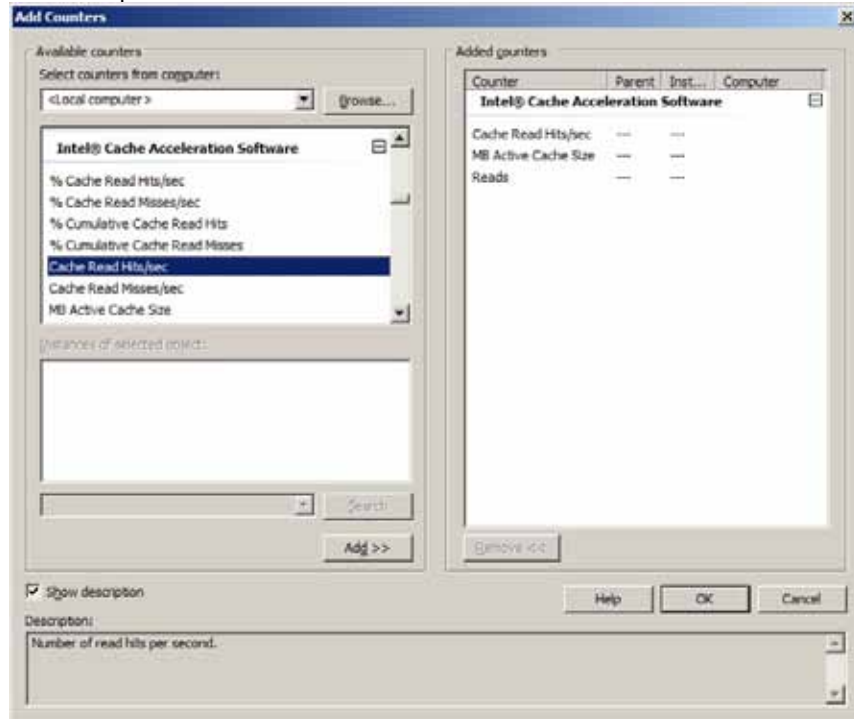 Add Counters
Available counters
Select counters from computer:
<Local computer>
Browse...
Intel® Cache Acceleration Software
% Cache Read Hits/sec
% Cache Read Misses/sec
% Cumulative Cache Read Hits
% Cumulative Cache Read Misses
Cache Read Hits/sec
Cache Read Misses/sec
MB Active Cache Size
Instances of selected object:
Search
Add >>
Added counters
Counter Parent Inst... Computer
Intel® Cache Acceleration Software
Cache Read Hits/sec --- ---
MB Active Cache Size --- ---
Reads --- ---
Remove <<
Show description
Help OK Cancel
Description:
Number of read hits per second.